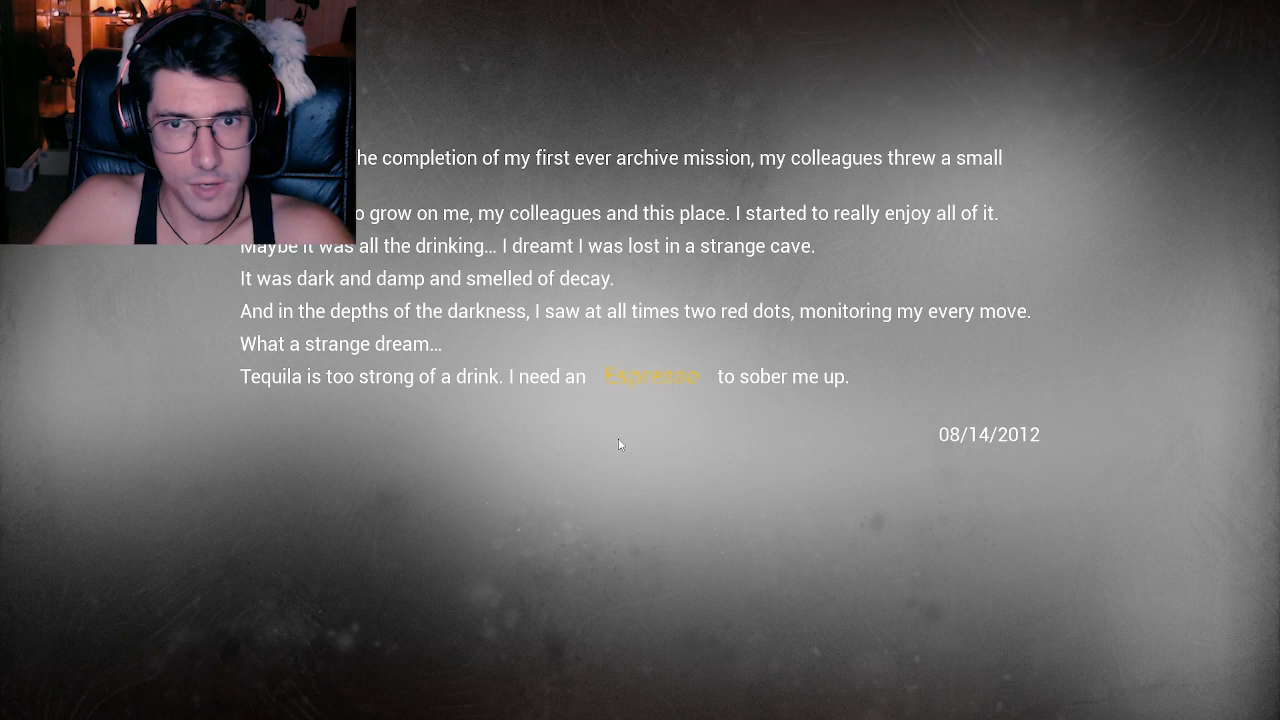 he completion of my first ever archive mission, my colleagues threw a small
o grow on me, my colleagues and this place. I started to really enjoy all of it.
Maybe it was all the drinking... I dreamt I was lost in a strange cave.
It was dark and damp and smelled of decay.
And in the depths of the darkness, I saw at all times two red dots, monitoring my every move.
What a strange dream...
Tequila is too strong of a drink. I need an Espresso to sober me up.
08/14/2012